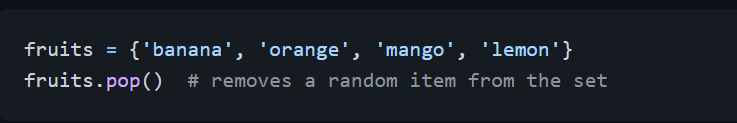 fruits = {'banana', 'orange', 'mango', 'lemon'}
fruits.pop()  # removes a random item from the set